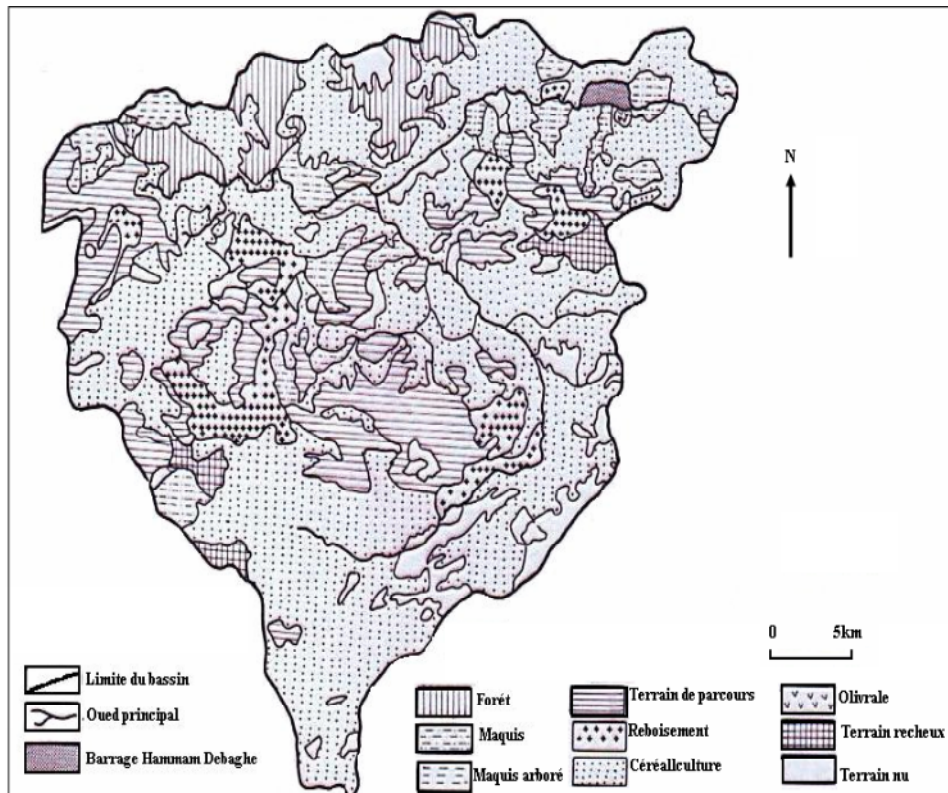 N
0 5km
Limite du bassin
Oued principal
Barrage Hammam Debaghe
Forét
Maquis
Maquis arboré
Terrain de parcours
Reboisement
Céréallculture
Olivrale
Terrain recheux
Terrain nu